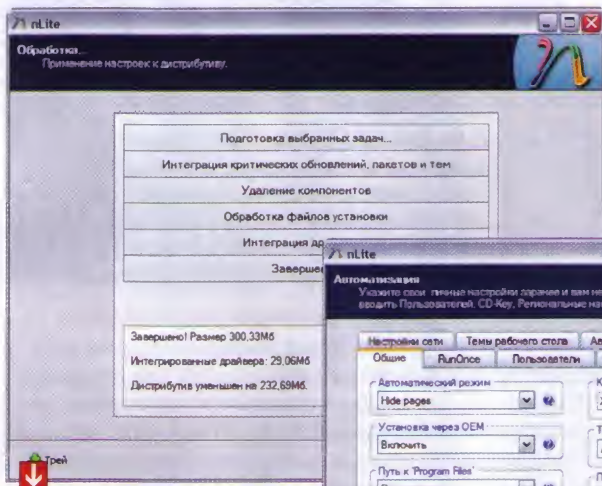 nLite
Обработка...
Применение настроек к дистрибутиву.
Подготовка выбранных задач...
Интеграция критических обновлений, пакетов и тем
Удаление компонентов
Обработка файлов установки
Интеграция др
Заверше
Завершено! Размер 300,33Мб
Интегрированные драйвера: 29,06Мб
Дистрибутив уменьшен на 232,69Мб.
Трей
nLite
Автоматизация
Укажите свои личные настройки заранее и вам не
вводить Пользователей, CD-Key, Региональные на
Настройки сети Темы рабочего стола Ав
Общие RunOnce Пользователи
Автоматический режим
Hide pages
Установка через OEM
Включить
Путь к 'Program Files'